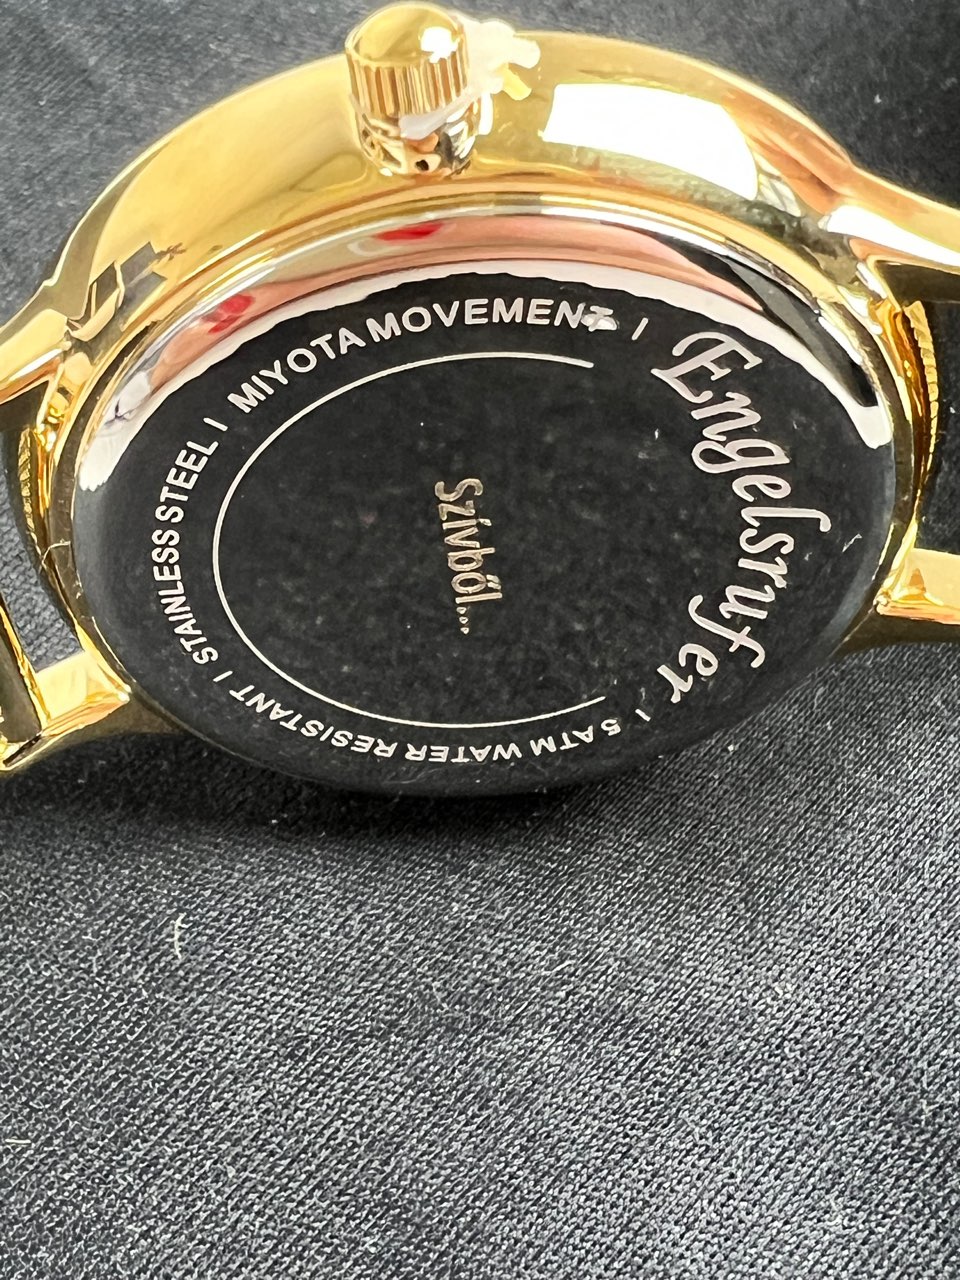 Engelsrufer
I 5 ATM WATER RESISTANT I STAINLESS STEEL I MIYOTA MOVEMENT I
Szívből...